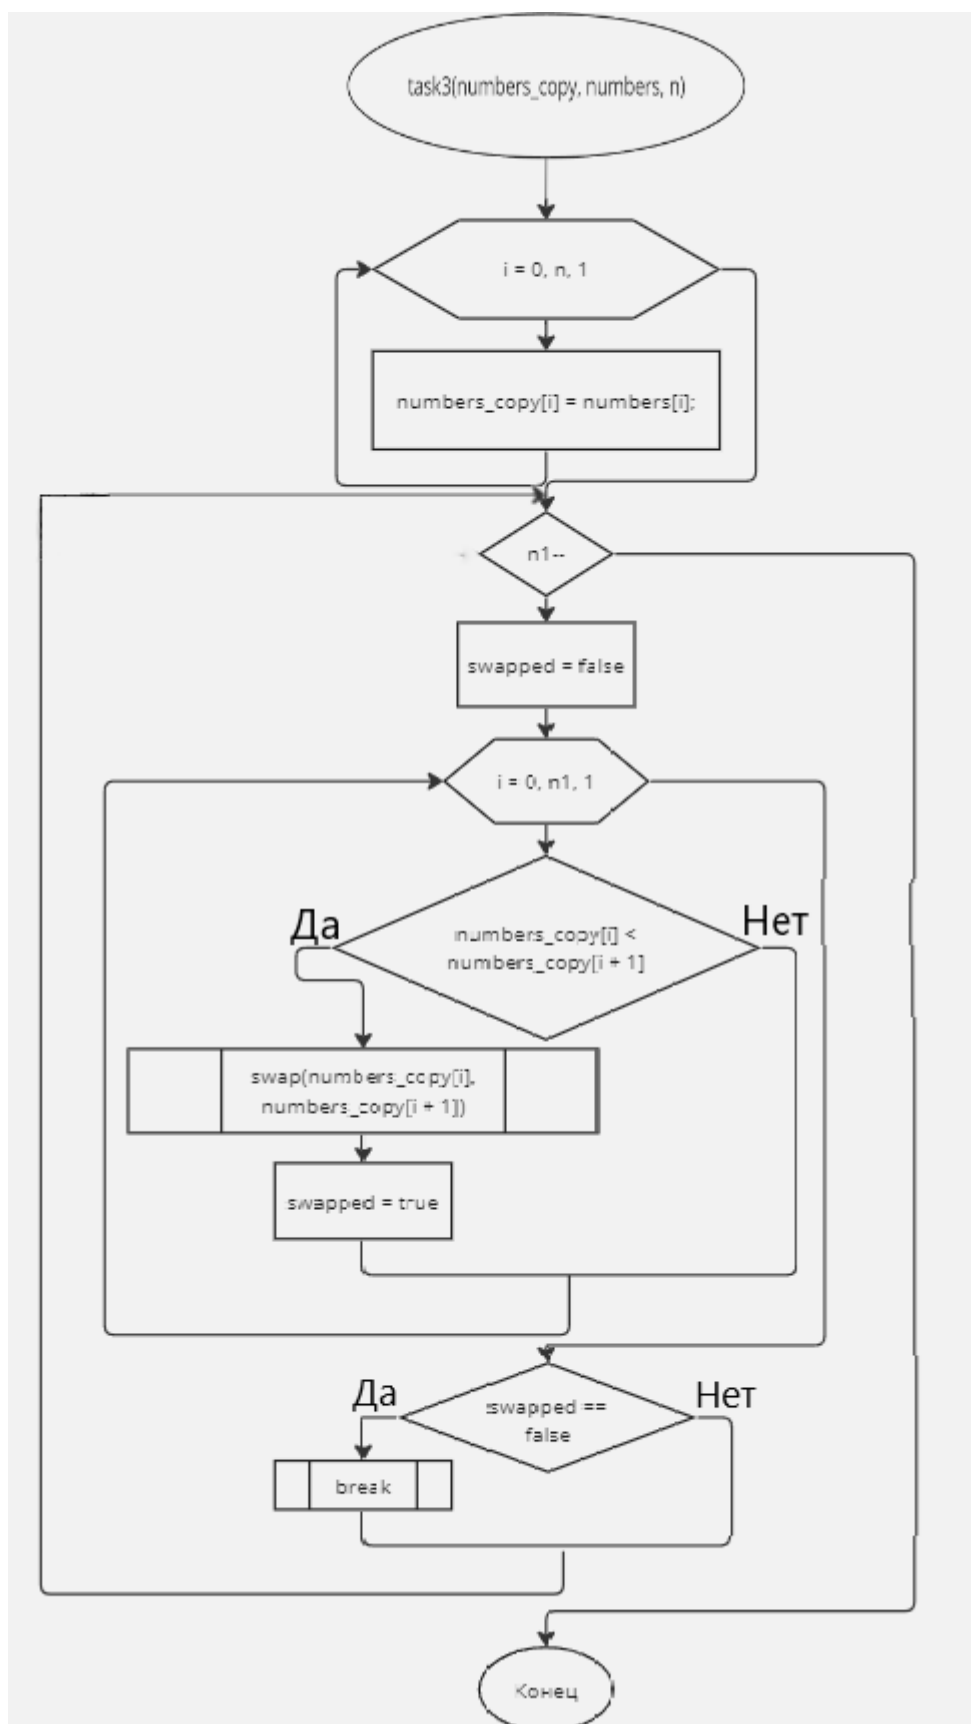 task3(numbers_copy, numbers, n)
i = 0, n, 1
numbers_copy[i] = numbers[i];
n1--
swapped = false
i = 0, n1, 1
Да
Нет
numbers_copy[i] <
numbers_copy[i + 1]
swap(numbers_copy[i],
numbers_copy[i + 1])
swapped = true
Да
Нет
swapped ==
false
break
Конец